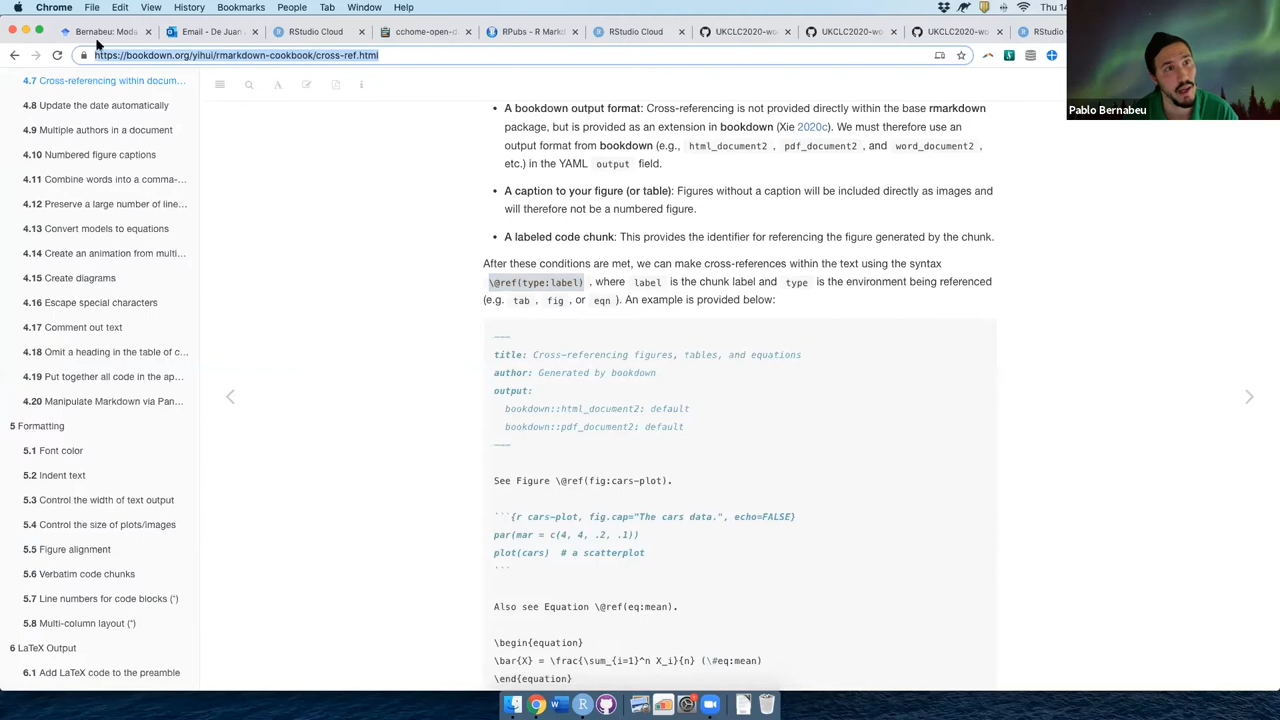 Chrome File Edit View History Bookmarks People Tab Window Help
Thu 14
Bernabeu: Moda
Email - De Juan
RStudio Cloud
cchome-open-d
RPubs - R Mark
RStudio Cloud
UKCLC2020-w
UKCLC2020-w
UKCLC2020-w
RStudio
https://bookdown.org/yihui/rmarkdown-cookbook/cross-ref.html
Pablo Bernabeu
4.7 Cross-referencing within docum...
4.8 Update the date automatically
4.9 Multiple authors in a document
4.10 Numbered figure captions
4.11 Combine words into a comma-...
4.12 Preserve a large number of line...
4.13 Convert models to equations
4.14 Create an animation from multi...
4.15 Create diagrams
4.16 Escape special characters
4.17 Comment out text
4.18 Omit a heading in the table of c...
4.19 Put together all code in the ap...
4.20 Manipulate Markdown via Pan...
5 Formatting
5.1 Font color
5.2 Indent text
5.3 Control the width of text output
5.4 Control the size of plots/images
5.5 Figure alignment
5.6 Verbatim code chunks
5.7 Line numbers for code blocks (*)
5.8 Multi-column layout (*)
6 LaTeX Output
6.1 Add LaTeX code to the preamble
• A bookdown output format: Cross-referencing is not provided directly within the base rmarkdown
package, but is provided as an extension in bookdown (Xie 2020c). We must therefore use an
output format from bookdown (e.g., html_document2 , pdf_document2 , and word_document2 ,
etc.) in the YAML output field.
• A caption to your figure (or table): Figures without a caption will be included directly as images and
will therefore not be a numbered figure.
• A labeled code chunk: This provides the identifier for referencing the figure generated by the chunk.
After these conditions are met, we can make cross-references within the text using the syntax
\@ref(type:label) , where label is the chunk label and type is the environment being referenced
(e.g. tab , fig , or eqn ). An example is provided below:
---
title: Cross-referencing figures, tables, and equations
author: Generated by bookdown
output:
bookdown::html_document2: default
bookdown::pdf_document2: default
---
See Figure \@ref(fig:cars-plot).
```{r cars-plot, fig.cap="The cars data.", echo=FALSE}
par(mar = c(4, 4, .2, .1))
plot(cars) # a scatterplot
```
Also see Equation \@ref(eq:mean).
\begin{equation}
\bar{X} = \frac{\sum_{i=1}^n X_i}{n} (\#eq:mean)
\end{equation}